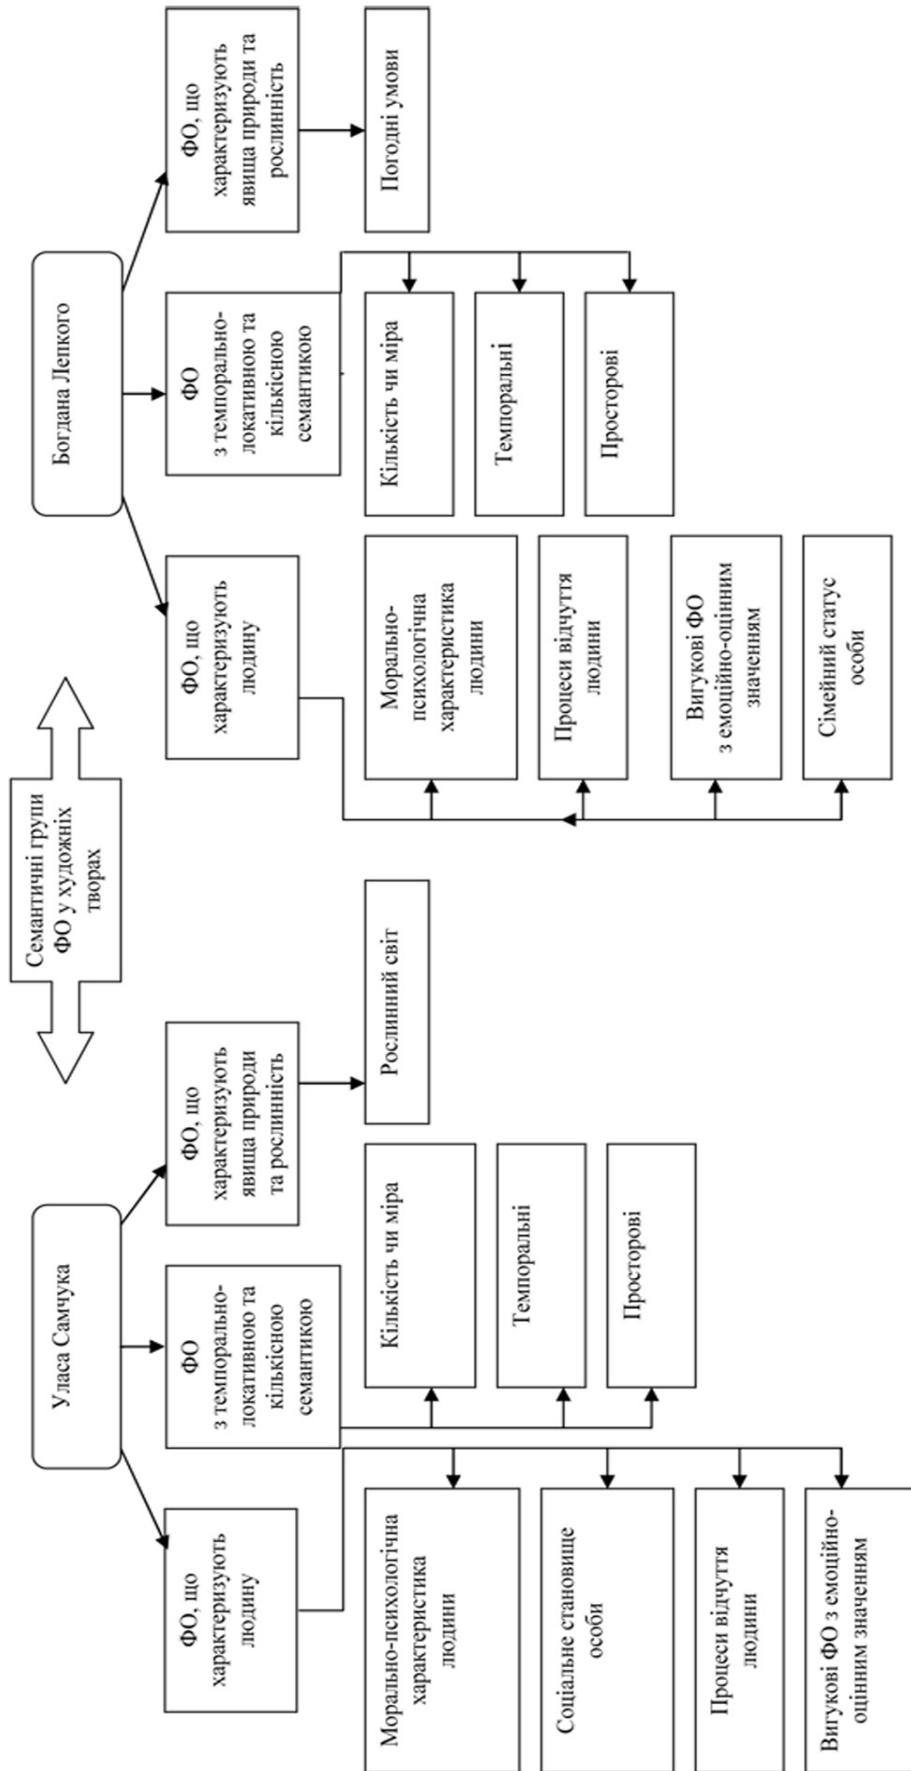 Семантичні групи
ФО у художніх
творах
Уласа Самчука
ФО, що
характеризують
людину
Морально-психологічна
характеристика
людини
Соціальне становище
особи
Процеси відчуття
людини
Вигукові ФО з емоційно-
оцінним значенням
ФО
з темпорально-
локативною та
кількісною
семантикою
Кількість чи міра
Темпоральні
Просторові
ФО, що
характеризують
явища природи
та рослинність
Рослинний світ
Богдана Лепкого
ФО, що
характеризують
людину
Морально-
психологічна
характеристика
людини
Процеси відчуття
людини
Вигукові ФО
з емоційно-оцінним
значенням
Сімейний статус
особи
ФО
з темпорально-
локативною та
кількісною
семантикою
Кількість чи міра
Темпоральні
Просторові
ФО, що
характеризують
явища природи та
рослинність
Погодні умови